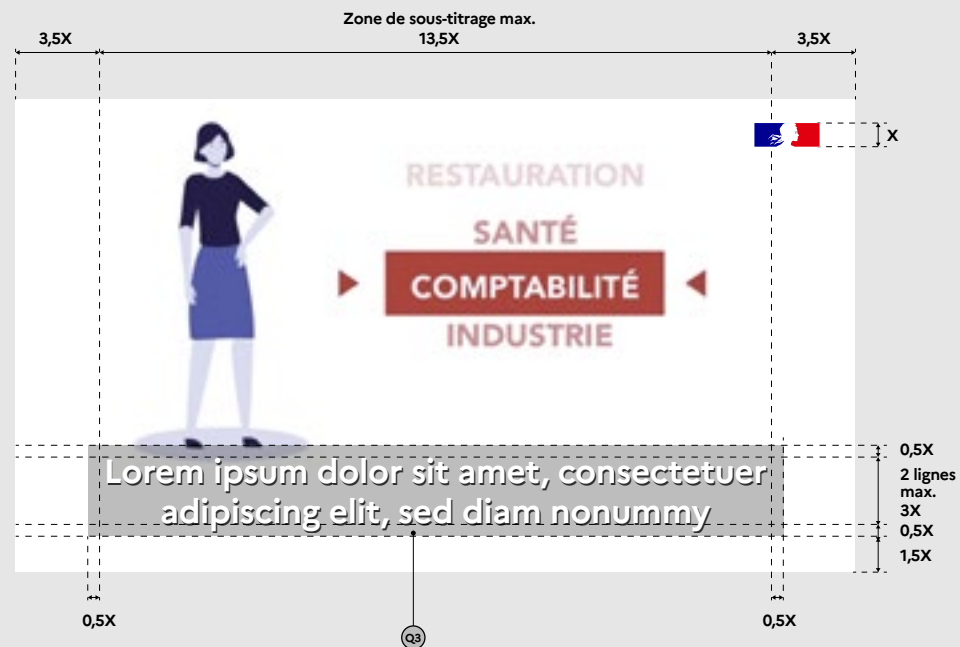 Zone de sous-titrage max.
3,5X
13,5X
3,5X
X
RESTAURATION
SANTÉ
COMPTABILITÉ
INDUSTRIE
Lorem ipsum dolor sit amet, consectetuer
adipiscing elit, sed diam nonummy
0,5X
2 lignes
max.
3X
0,5X
1,5X
0,5X
0,5X
Q3